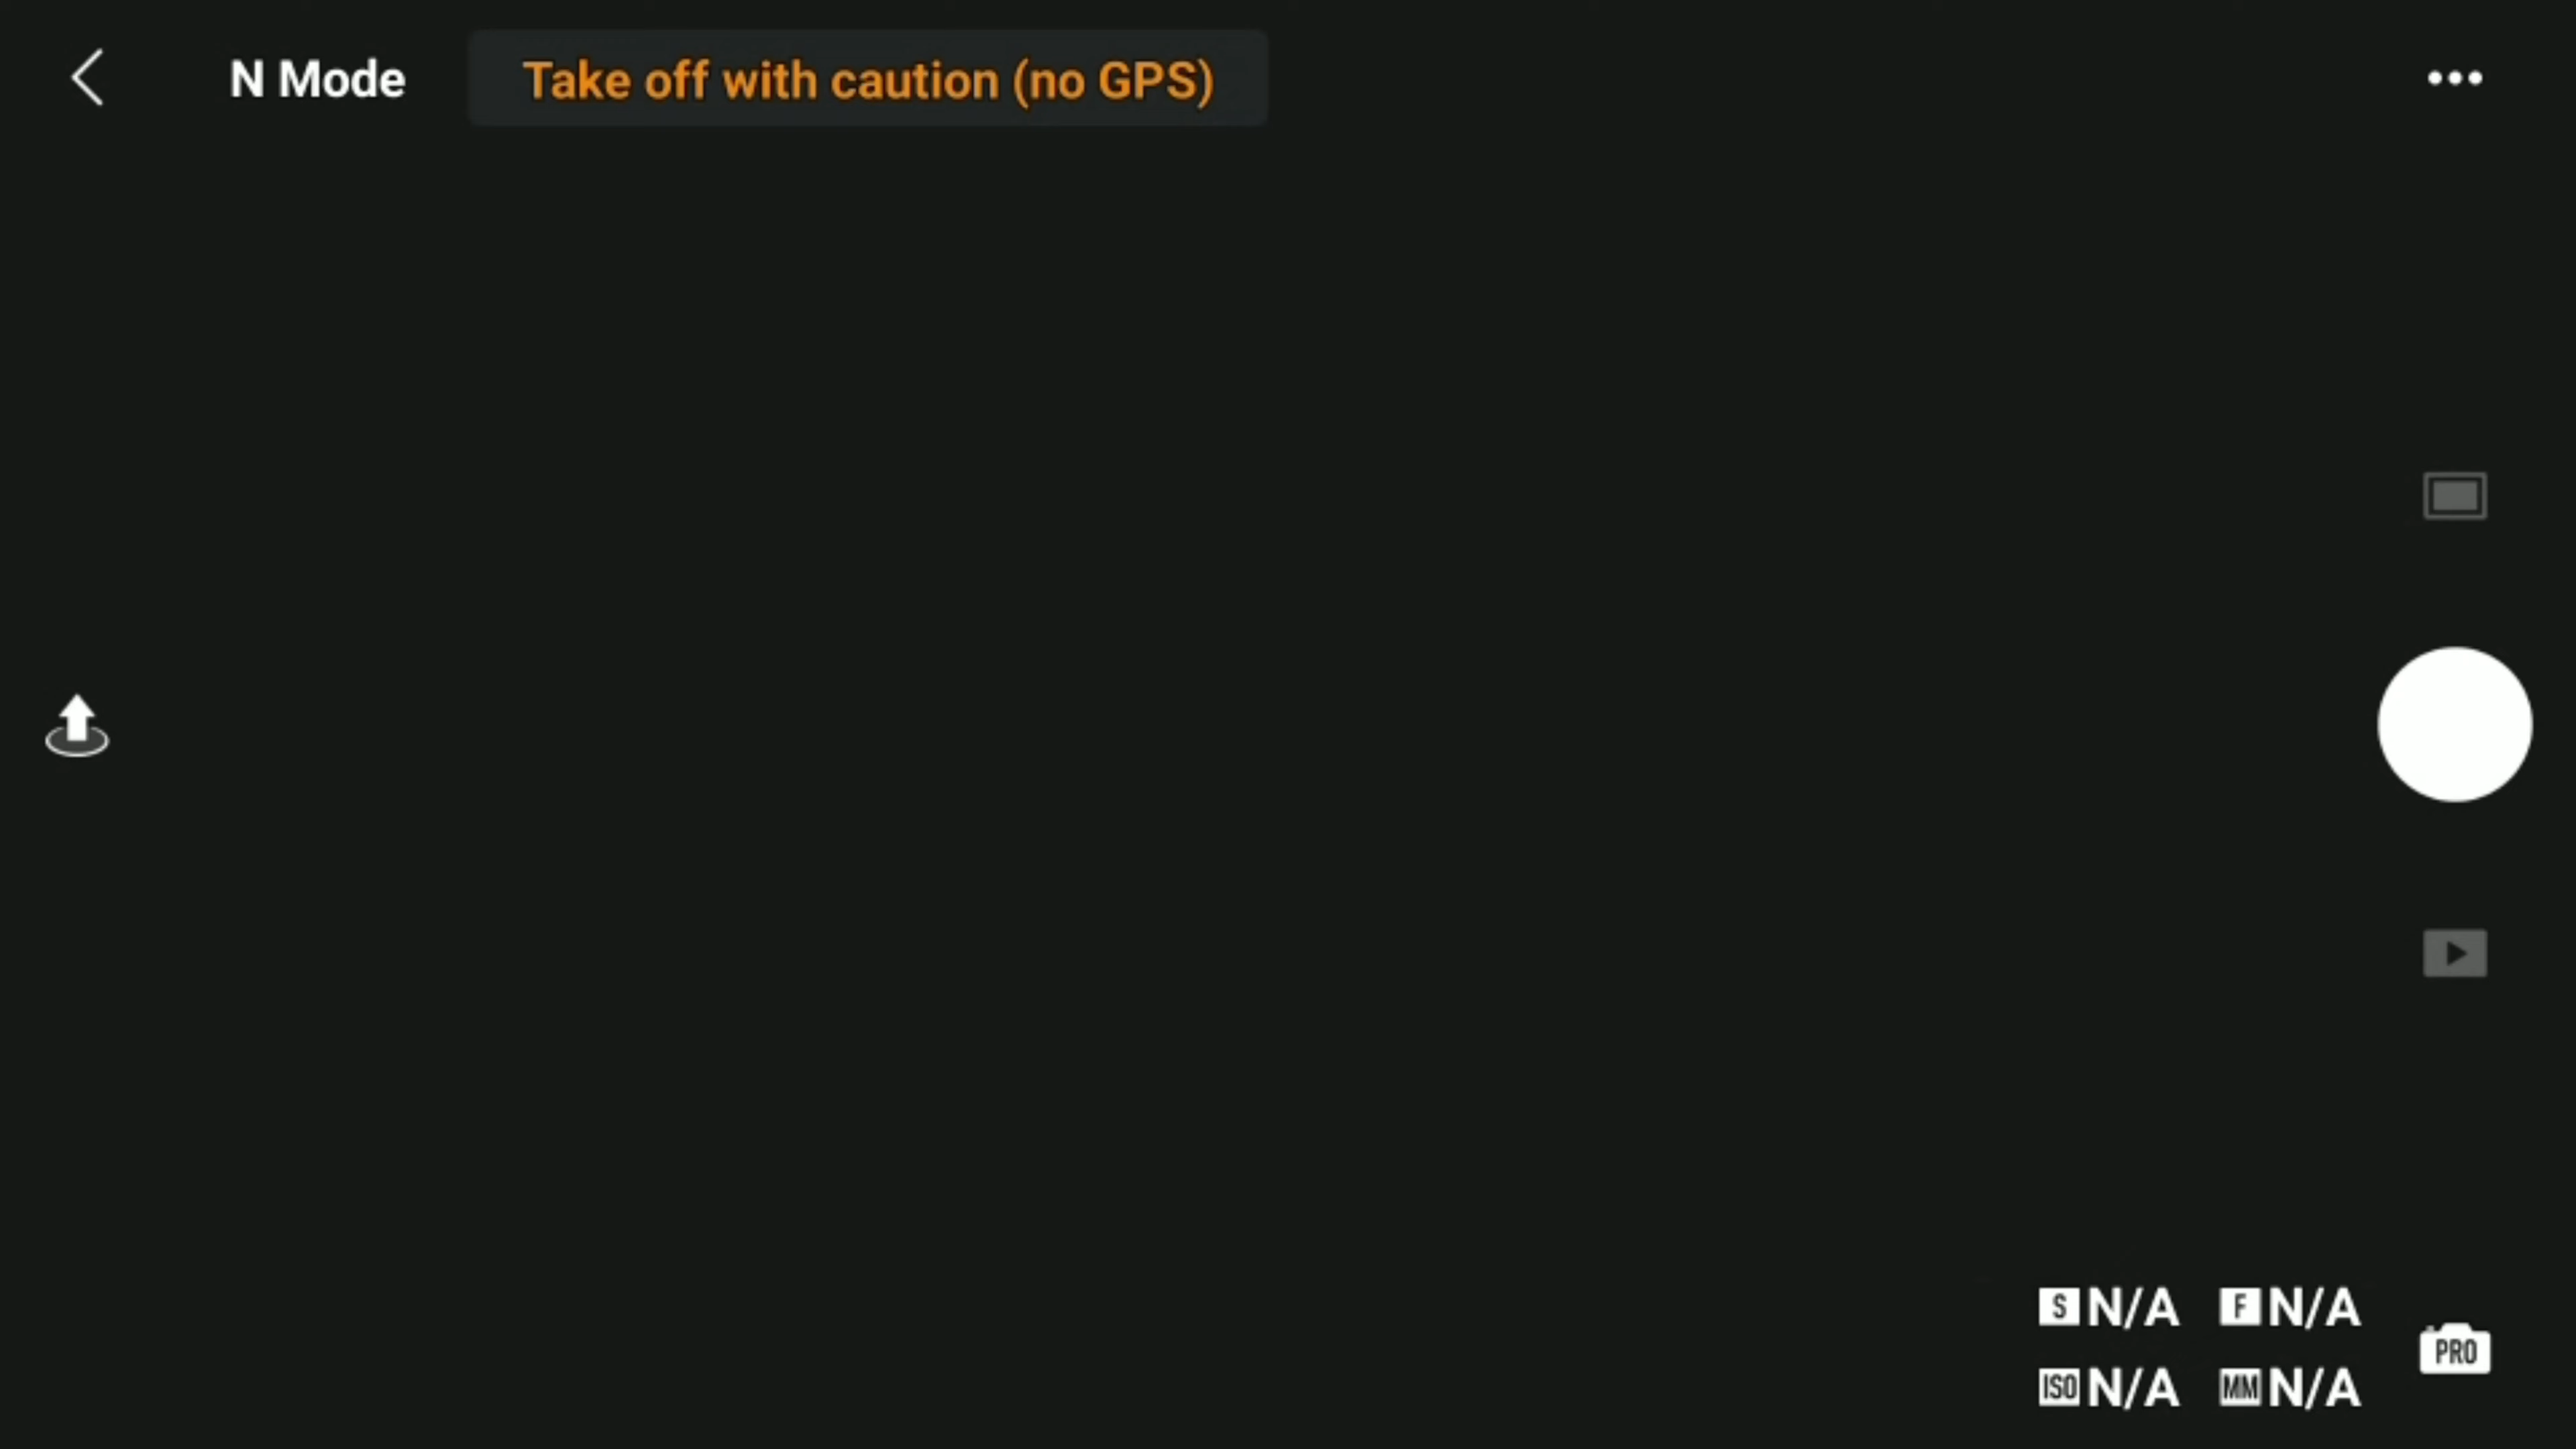 N Mode
Take off with caution (no GPS)
S N/A F N/A
ISO N/A MM N/A
PRO